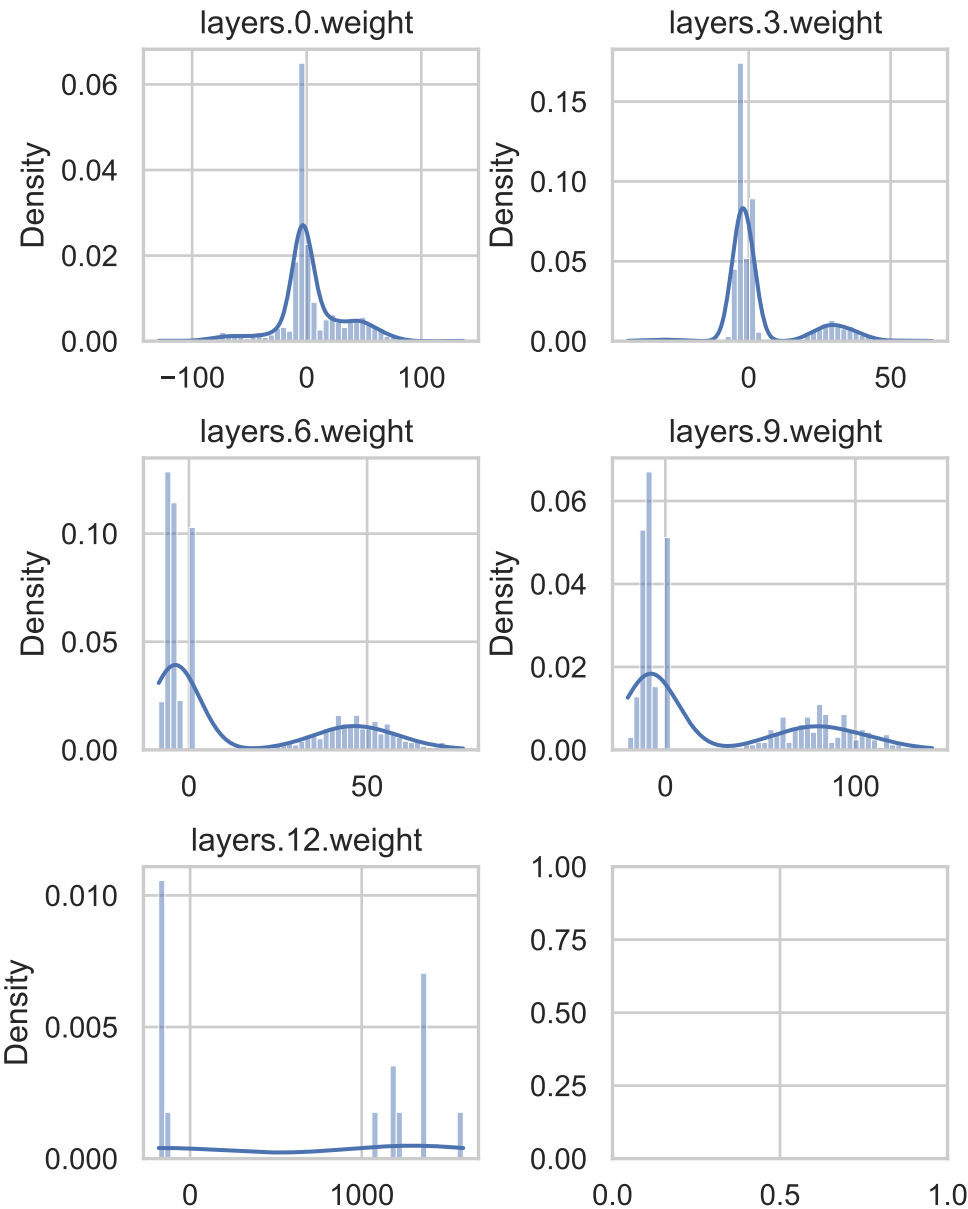 layers.0.weight
layers.3.weight
Density
0.06
0.04
0.02
0.00
−100 0 100
Density
0.15
0.10
0.05
0.00
0 50
layers.6.weight
layers.9.weight
Density
0.10
0.05
0.00
0 50
Density
0.06
0.04
0.02
0.00
0 100
layers.12.weight
Density
0.010
0.005
0.000
0 1000
1.00
0.75
0.50
0.25
0.00
0.0 0.5 1.0